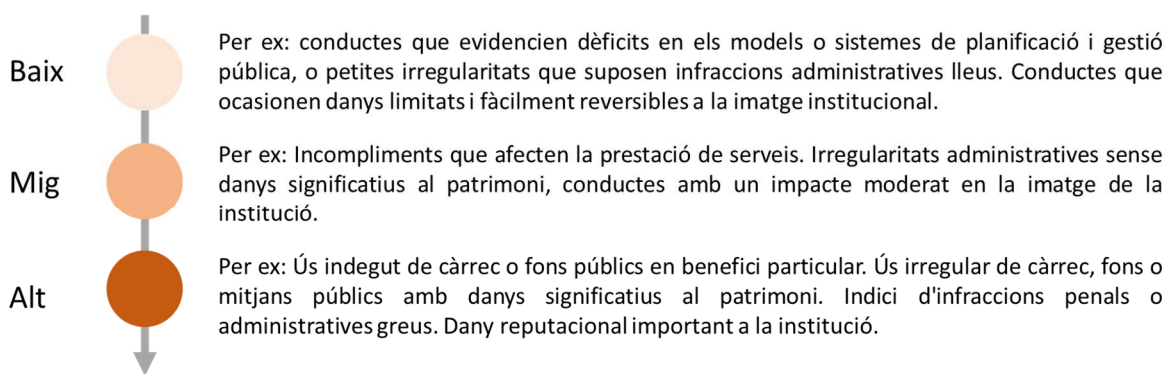 Baix
Per ex: conductes que evidencien dèficits en els models o sistemes de planificació i gestió
pública, o petites irregularitats que suposen infraccions administratives lleus. Conductes que
ocasionen danys limitats i fàcilment reversibles a la imatge institucional.
Mig
Per ex: Incompliments que afecten la prestació de serveis. Irregularitats administratives sense
danys significatius al patrimoni, conductes amb un impacte moderat en la imatge de la
institució.
Alt
Per ex: Ús indegut de càrrec o fons públics en benefici particular. Ús irregular de càrrec, fons o
mitjans públics amb danys significatius al patrimoni. Indici d'infraccions penals o
administratives greus. Dany reputacional important a la institució.